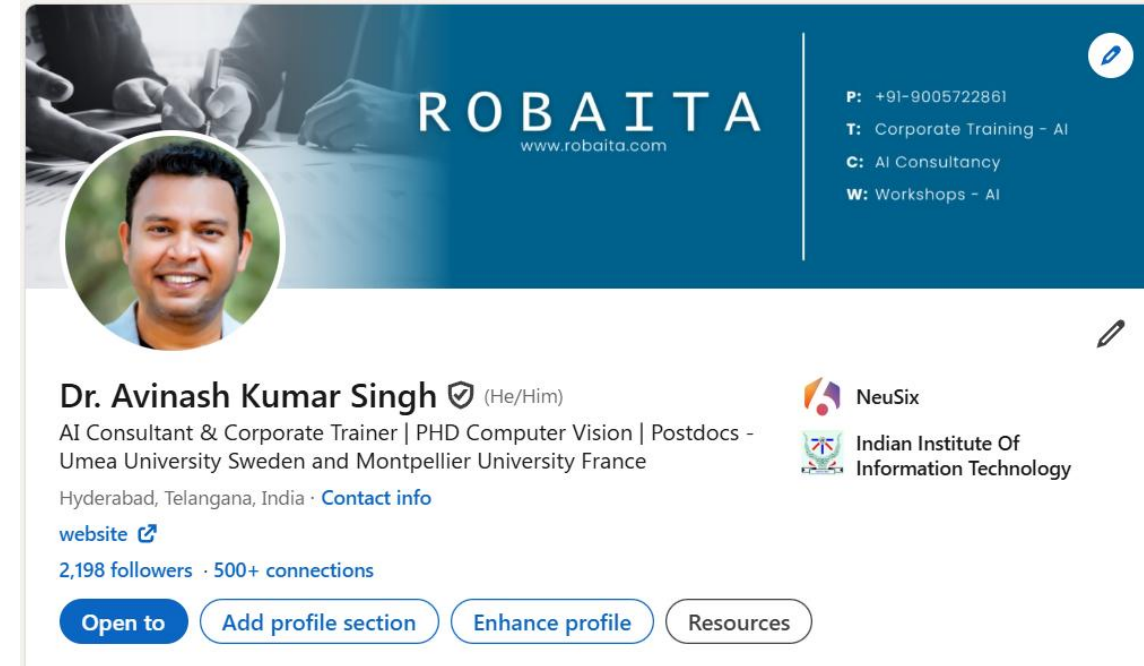 ROBAITA
www.robaita.com
P: +91-9005722861
T: Corporate Training - AI
C: AI Consultancy
W: Workshops - AI
Dr. Avinash Kumar Singh (He/Him)
AI Consultant & Corporate Trainer | PHD Computer Vision | Postdocs -
Umea University Sweden and Montpellier University France
Hyderabad, Telangana, India · Contact info
website
2,198 followers · 500+ connections
NeuSix
Indian Institute Of
Information Technology
Open to
Add profile section
Enhance profile
Resources